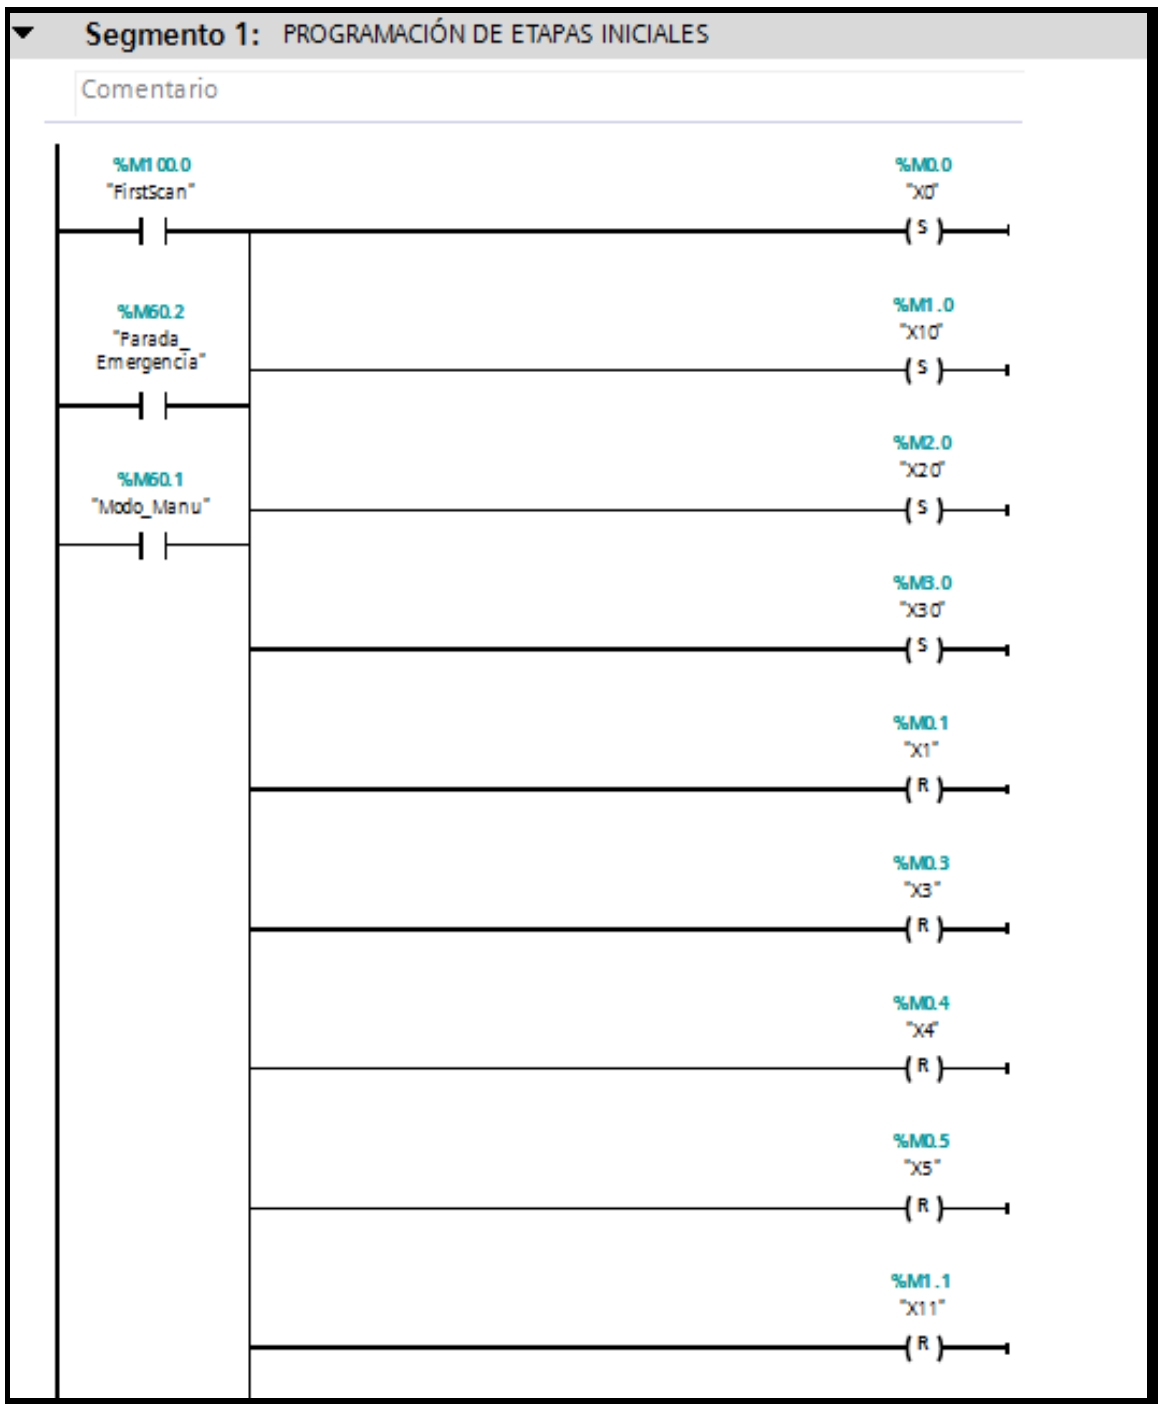 Segmento 1: PROGRAMACIÓN DE ETAPAS INICIALES
Comentario
%M100.0
"FirstScan"
%M0.0
"X0"
S
%M60.2
"Parada_
Emergencia"
%M1.0
"X10"
S
%M60.1
"Modo_Manu"
%M2.0
"X20"
S
%M3.0
"X30"
S
%M0.1
"X1"
R
%M0.3
"X3"
R
%M0.4
"X4"
R
%M0.5
"X5"
R
%M1.1
"X11"
R